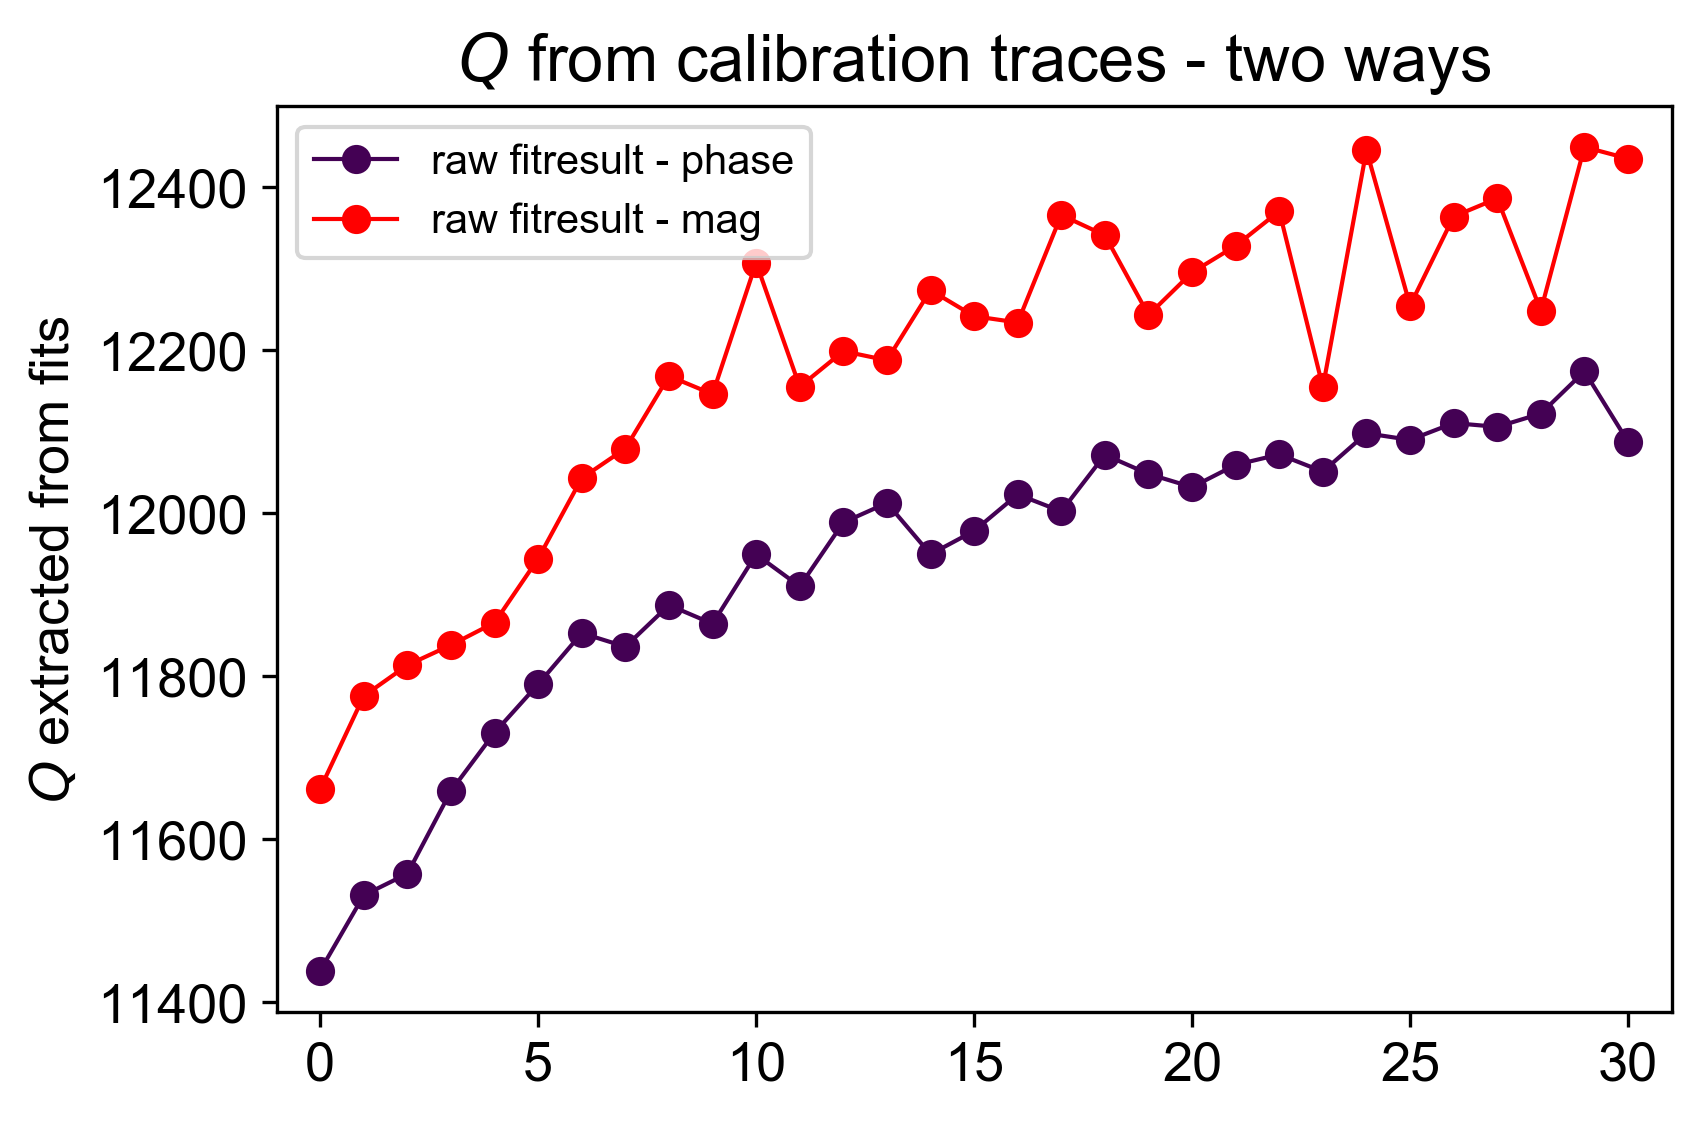 Q from calibration traces - two ways
raw fitresult - phase
raw fitresult - mag
Q extracted from fits
12400
12200
12000
11800
11600
11400
0 5 10 15 20 25 30